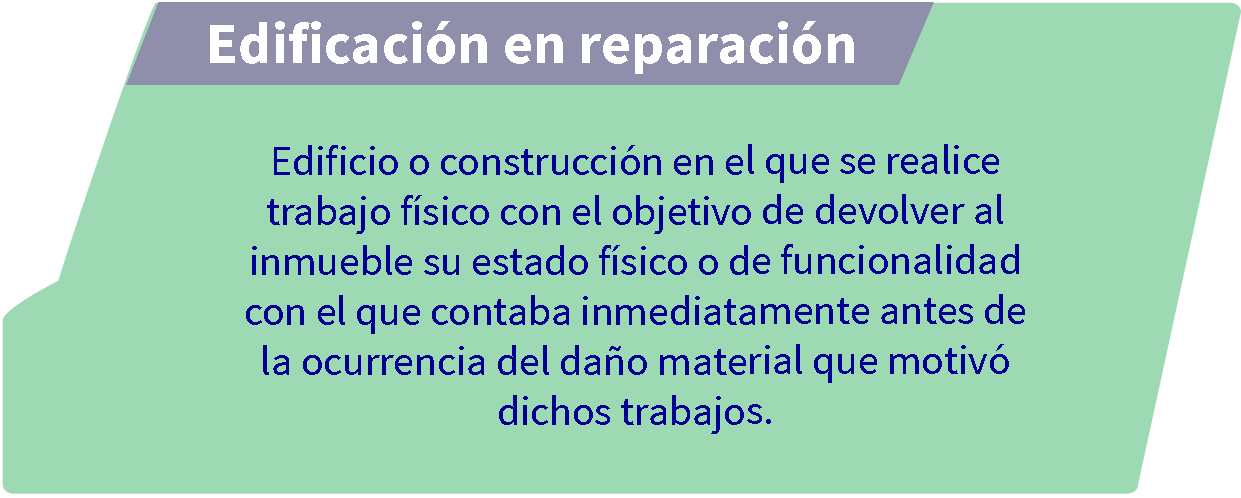 Edificación en reparación
Edificio o construcción en el que se realice
trabajo físico con el objetivo de devolver al
inmueble su estado físico o de funcionalidad
con el que contaba inmediatamente antes de
la ocurrencia del daño material que motivó
dichos trabajos.